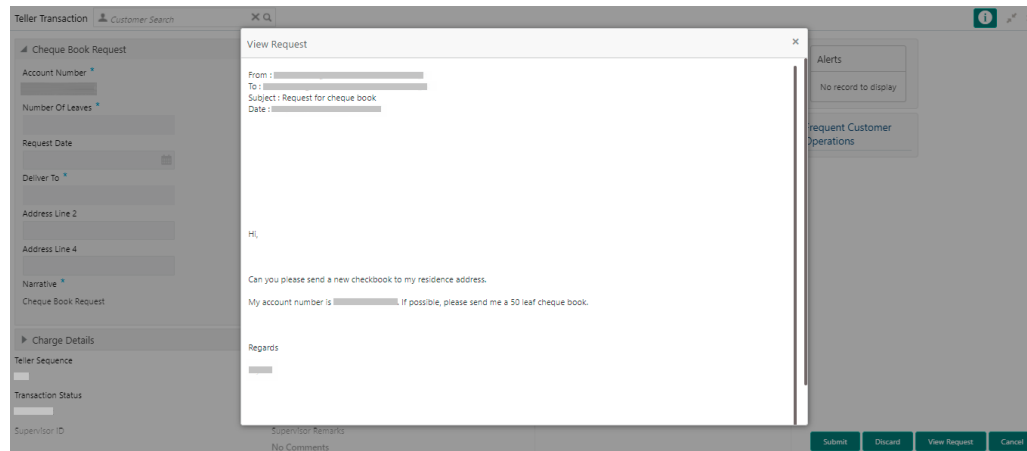 Teller Transaction
Customer Search
Cheque Book Request
Account Number *
Number Of Leaves *
Request Date
Deliver To *
Address Line 2
Address Line 4
Narrative *
Cheque Book Request
Charge Details
Teller Sequence
Transaction Status
Supervisor ID
Supervisor Remarks
No Comments
View Request
From :
To :
Subject : Request for cheque book
Date :
Hi,
Can you please send a new checkbook to my residence address.
My account number is . If possible, please send me a 50 leaf cheque book.
Regards
Alerts
No record to display
Frequent Customer
Operations
Submit
Discard
View Request
Cancel